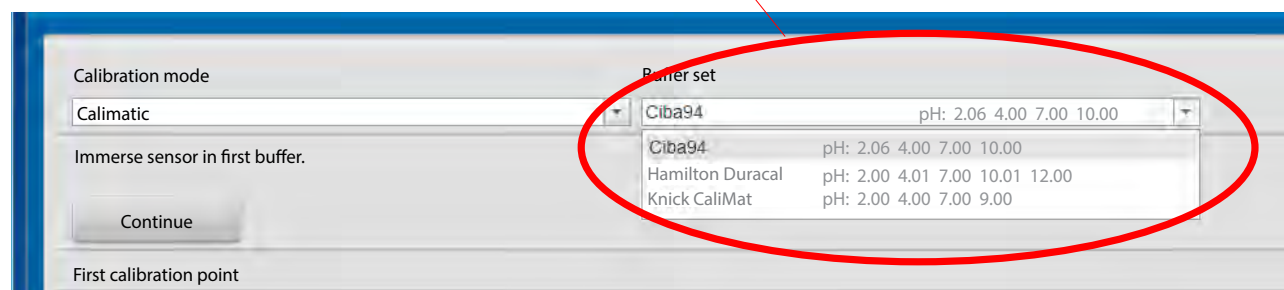 Calibration mode
Buffer set
Calimatic
Ciba94 pH: 2.06 4.00 7.00 10.00
Immerse sensor in first buffer.
Ciba94 pH: 2.06 4.00 7.00 10.00
Hamilton Duracal pH: 2.00 4.01 7.00 10.01 12.00
Knick CaliMat pH: 2.00 4.00 7.00 9.00
Continue
First calibration point